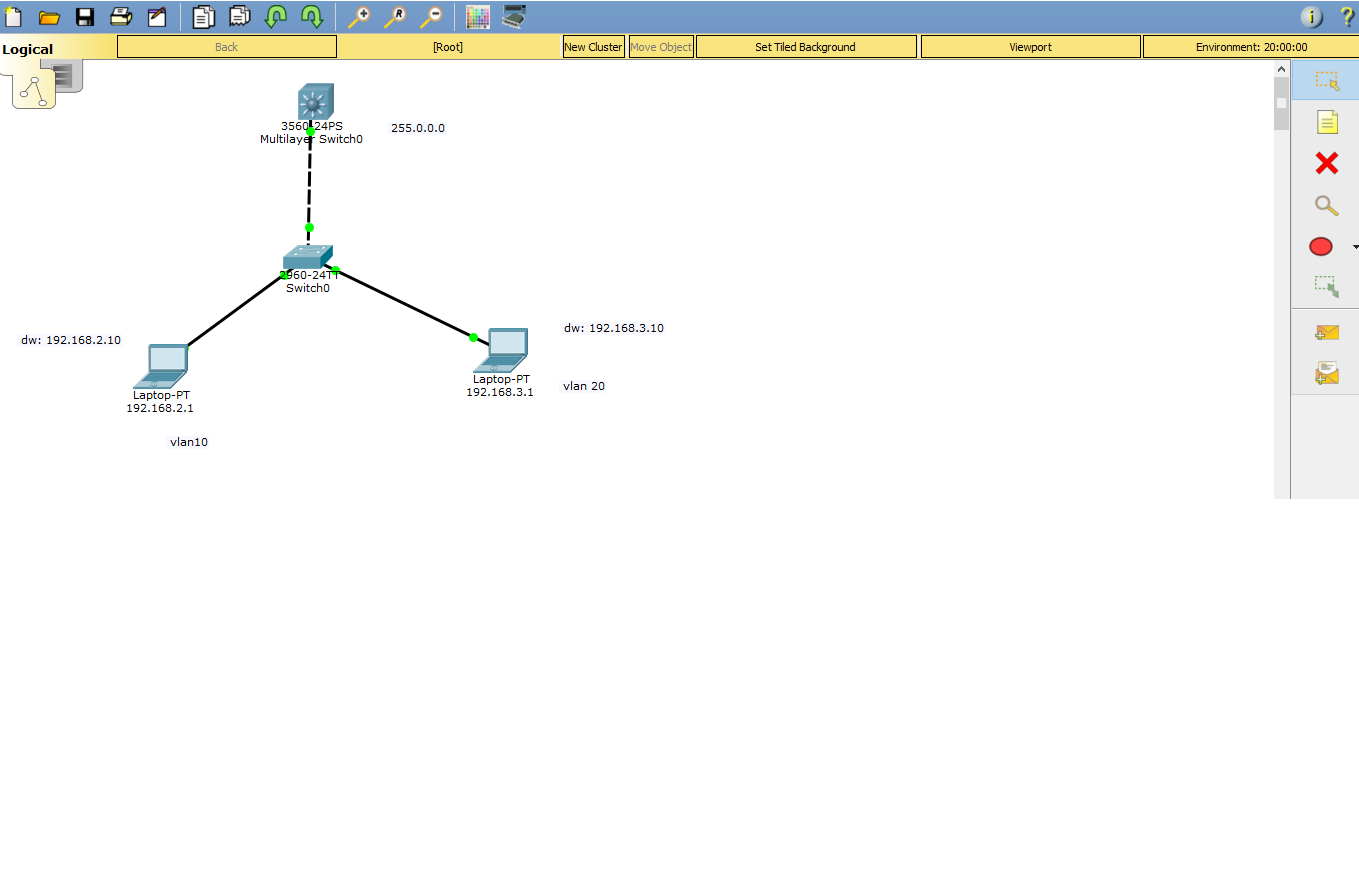 Logical
Back
[Root]
New Cluster
Move Object
Set Tiled Background
Viewport
Environment: 20:00:00
3560-24PS
Multilayer Switch0
255.0.0.0
2960-24TT
Switch0
dw: 192.168.2.10
Laptop-PT
192.168.2.1
vlan10
dw: 192.168.3.10
Laptop-PT
192.168.3.1
vlan 20